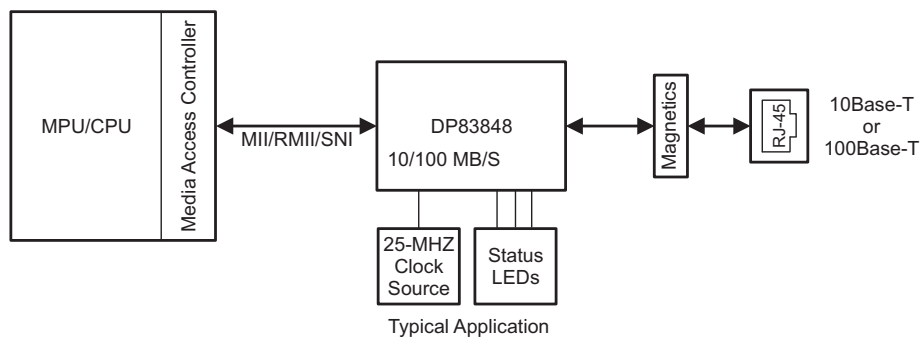 MPU/CPU
Media Access Controller
MII/RMII/SNI
DP83848
10/100 MB/S
Magnetics
RJ-45
10Base-T
or
100Base-T
25-MHZ
Clock
Source
Status
LEDs
Typical Application